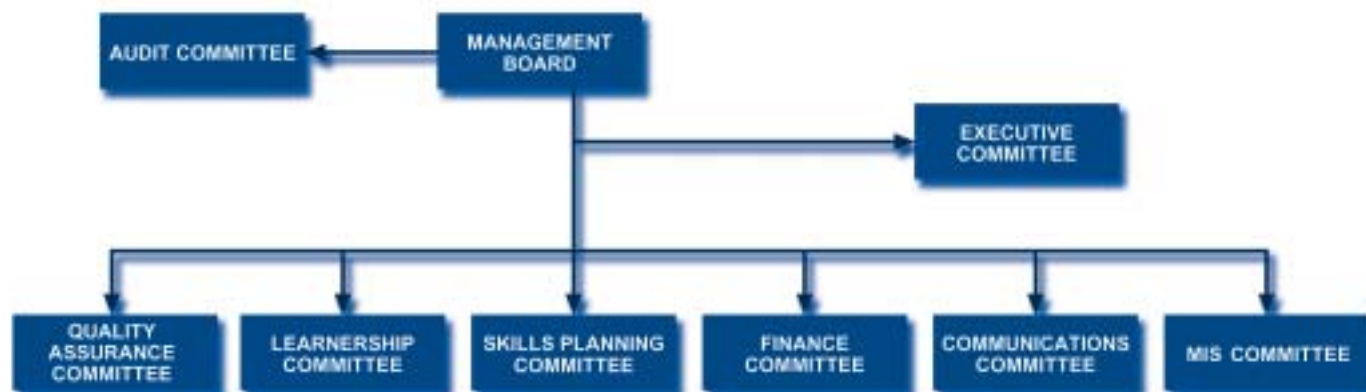 AUDIT COMMITTEE
MANAGEMENT
BOARD
EXECUTIVE
COMMITTEE
QUALITY
ASSURANCE
COMMITTEE
LEARNERSHIP
COMMITTEE
SKILLS PLANNING
COMMITTEE
FINANCE
COMMITTEE
COMMUNICATIONS
COMMITTEE
MIS COMMITTEE